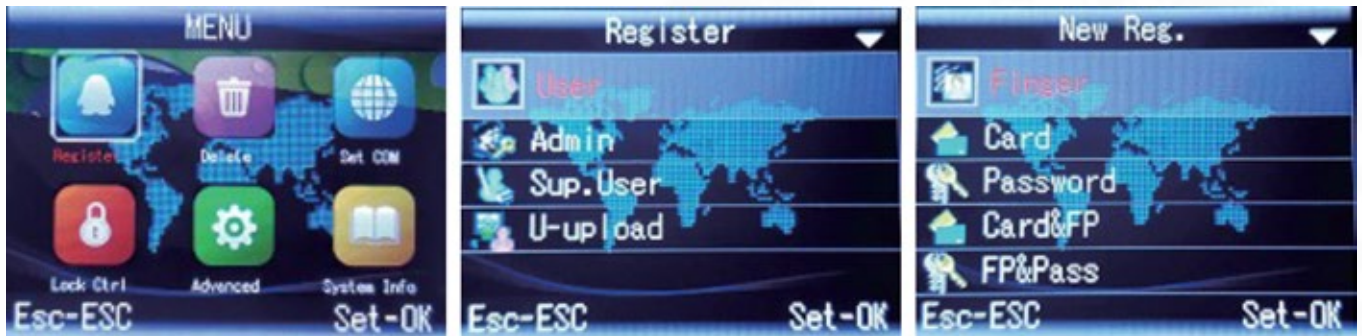 MENU
Register Delete Set COM
Lock Ctrl Advanced System Info
Esc-ESC Set-OK
Register
User
Admin
Sup.User
U-upload
Esc-ESC Set-OK
New Reg.
Finger
Card
Password
Card&FP
FP&Pass
Esc-ESC Set-OK